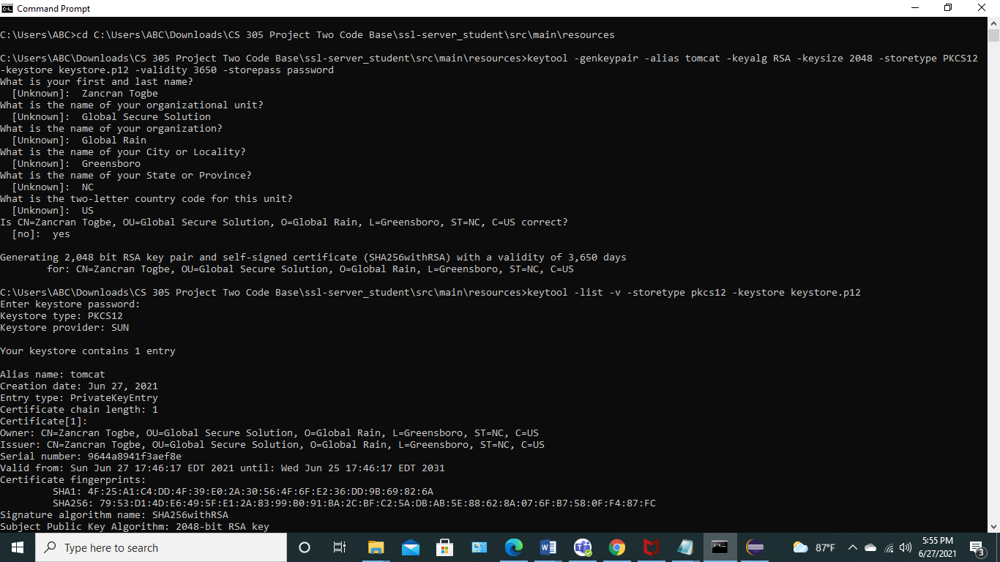 Command Prompt
C:\Users\ABC>cd C:\Users\ABC\Downloads\CS 305 Project Two Code Base\ssl-server_student\src\main\resources
C:\Users\ABC\Downloads\CS 305 Project Two Code Base\ssl-server_student\src\main\resources>keytool -genkeypair -alias tomcat -keyalg RSA -keysize 2048 -storetype PKCS12
-keystore keystore.p12 -validity 3650 -storepass password
What is your first and last name?
[Unknown]: Zancran Togbe
What is the name of your organizational unit?
[Unknown]: Global Secure Solution
What is the name of your organization?
[Unknown]: Global Rain
What is the name of your City or Locality?
[Unknown]: Greensboro
What is the name of your State or Province?
[Unknown]: NC
What is the two-letter country code for this unit?
[Unknown]: US
Is CN=Zancran Togbe, OU=Global Secure Solution, O=Global Rain, L=Greensboro, ST=NC, C=US correct?
[no]: yes
Generating 2,048 bit RSA key pair and self-signed certificate (SHA256withRSA) with a validity of 3,650 days
for: CN=Zancran Togbe, OU=Global Secure Solution, O=Global Rain, L=Greensboro, ST=NC, C=US
C:\Users\ABC\Downloads\CS 305 Project Two Code Base\ssl-server_student\src\main\resources>keytool -list -v -storetype pkcs12 -keystore keystore.p12
Enter keystore password:
Keystore type: PKCS12
Keystore provider: SUN
Your keystore contains 1 entry
Alias name: tomcat
Creation date: Jun 27, 2021
Entry type: PrivateKeyEntry
Certificate chain length: 1
Certificate[1]:
Owner: CN=Zancran Togbe, OU=Global Secure Solution, O=Global Rain, L=Greensboro, ST=NC, C=US
Issuer: CN=Zancran Togbe, OU=Global Secure Solution, O=Global Rain, L=Greensboro, ST=NC, C=US
Serial number: 9644a8941f3aef8e
Valid from: Sun Jun 27 17:46:17 EDT 2021 until: Wed Jun 25 17:46:17 EDT 2031
Certificate fingerprints:
SHA1: 4F:25:A1:C4:DD:4F:39:E0:2A:30:56:4F:6F:E2:36:DD:9B:69:82:6A
SHA256: 79:53:D1:4D:E6:49:5F:E1:2A:83:99:B0:91:BA:2C:BF:C2:5A:DB:AB:5E:88:62:8A:07:6F:B7:58:0F:F4:87:FC
Signature algorithm name: SHA256withRSA
Subject Public Key Algorithm: 2048-bit RSA key
Type here to search
87°F
5:55 PM
6/27/2021
3